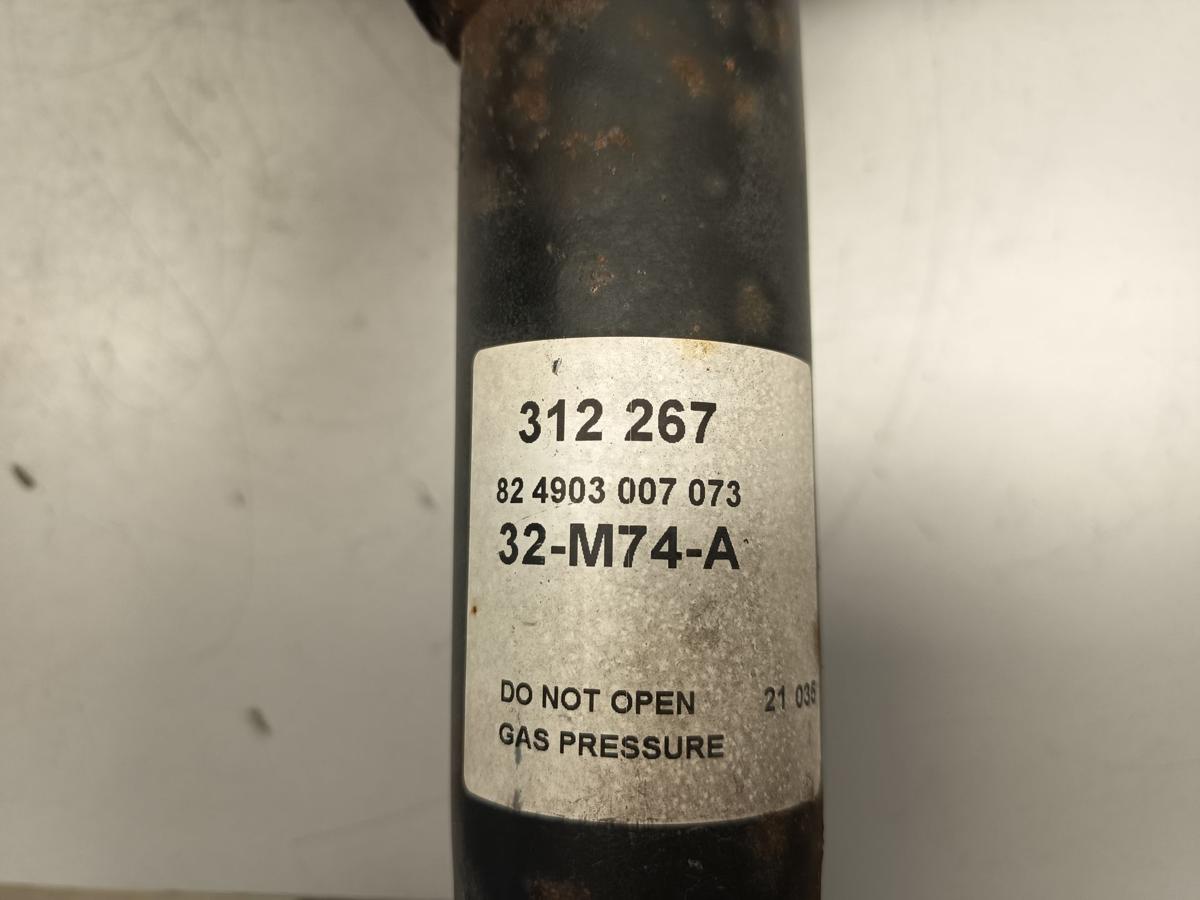 312 267
82 4903 007 073
32-M74-A
DO NOT OPEN 21 036
GAS PRESSURE